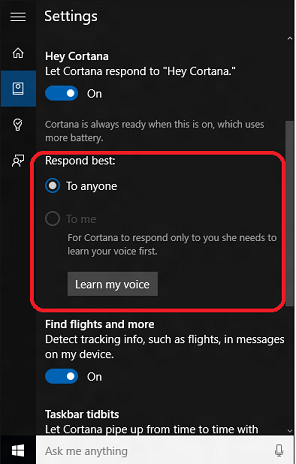 Settings
Hey Cortana
Let Cortana respond to "Hey Cortana."
On
Cortana is always ready when this is on, which uses
more battery.
Respond best:
To anyone
To me
For Cortana to respond only to you she needs to
learn your voice first.
Learn my voice
Find flights and more
Detect tracking info, such as flights, in messages
on my device.
On
Taskbar tidbits
Let Cortana pipe up from time to time with
Ask me anything